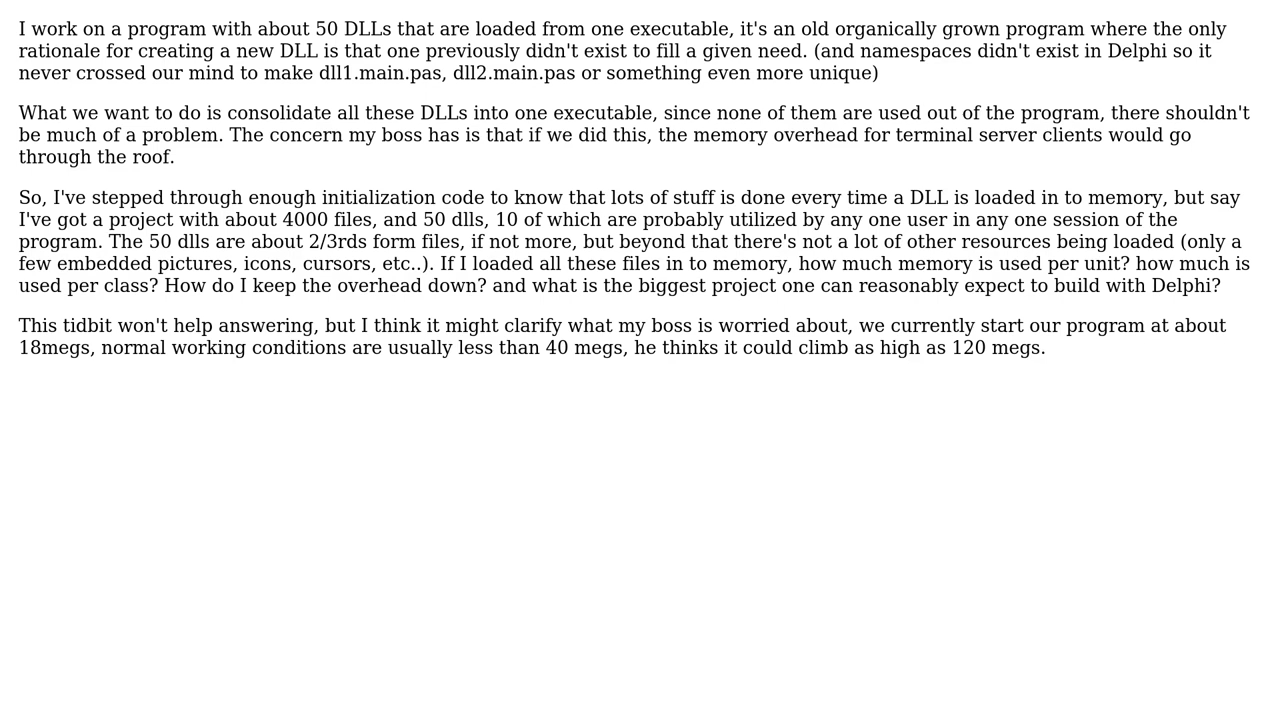 I work on a program with about 50 DLLs that are loaded from one executable, it's an old organically grown program where the only
rationale for creating a new DLL is that one previously didn't exist to fill a given need. (and namespaces didn't exist in Delphi so it
never crossed our mind to make dll1.main.pas, dll2.main.pas or something even more unique)
What we want to do is consolidate all these DLLs into one executable, since none of them are used out of the program, there shouldn't
be much of a problem. The concern my boss has is that if we did this, the memory overhead for terminal server clients would go
through the roof.
So, I've stepped through enough initialization code to know that lots of stuff is done every time a DLL is loaded in to memory, but say
I've got a project with about 4000 files, and 50 dlls, 10 of which are probably utilized by any one user in any one session of the
program. The 50 dlls are about 2/3rds form files, if not more, but beyond that there's not a lot of other resources being loaded (only a
few embedded pictures, icons, cursors, etc..). If I loaded all these files in to memory, how much memory is used per unit? how much is
used per class? How do I keep the overhead down? and what is the biggest project one can reasonably expect to build with Delphi?
This tidbit won't help answering, but I think it might clarify what my boss is worried about, we currently start our program at about
18megs, normal working conditions are usually less than 40 megs, he thinks it could climb as high as 120 megs.